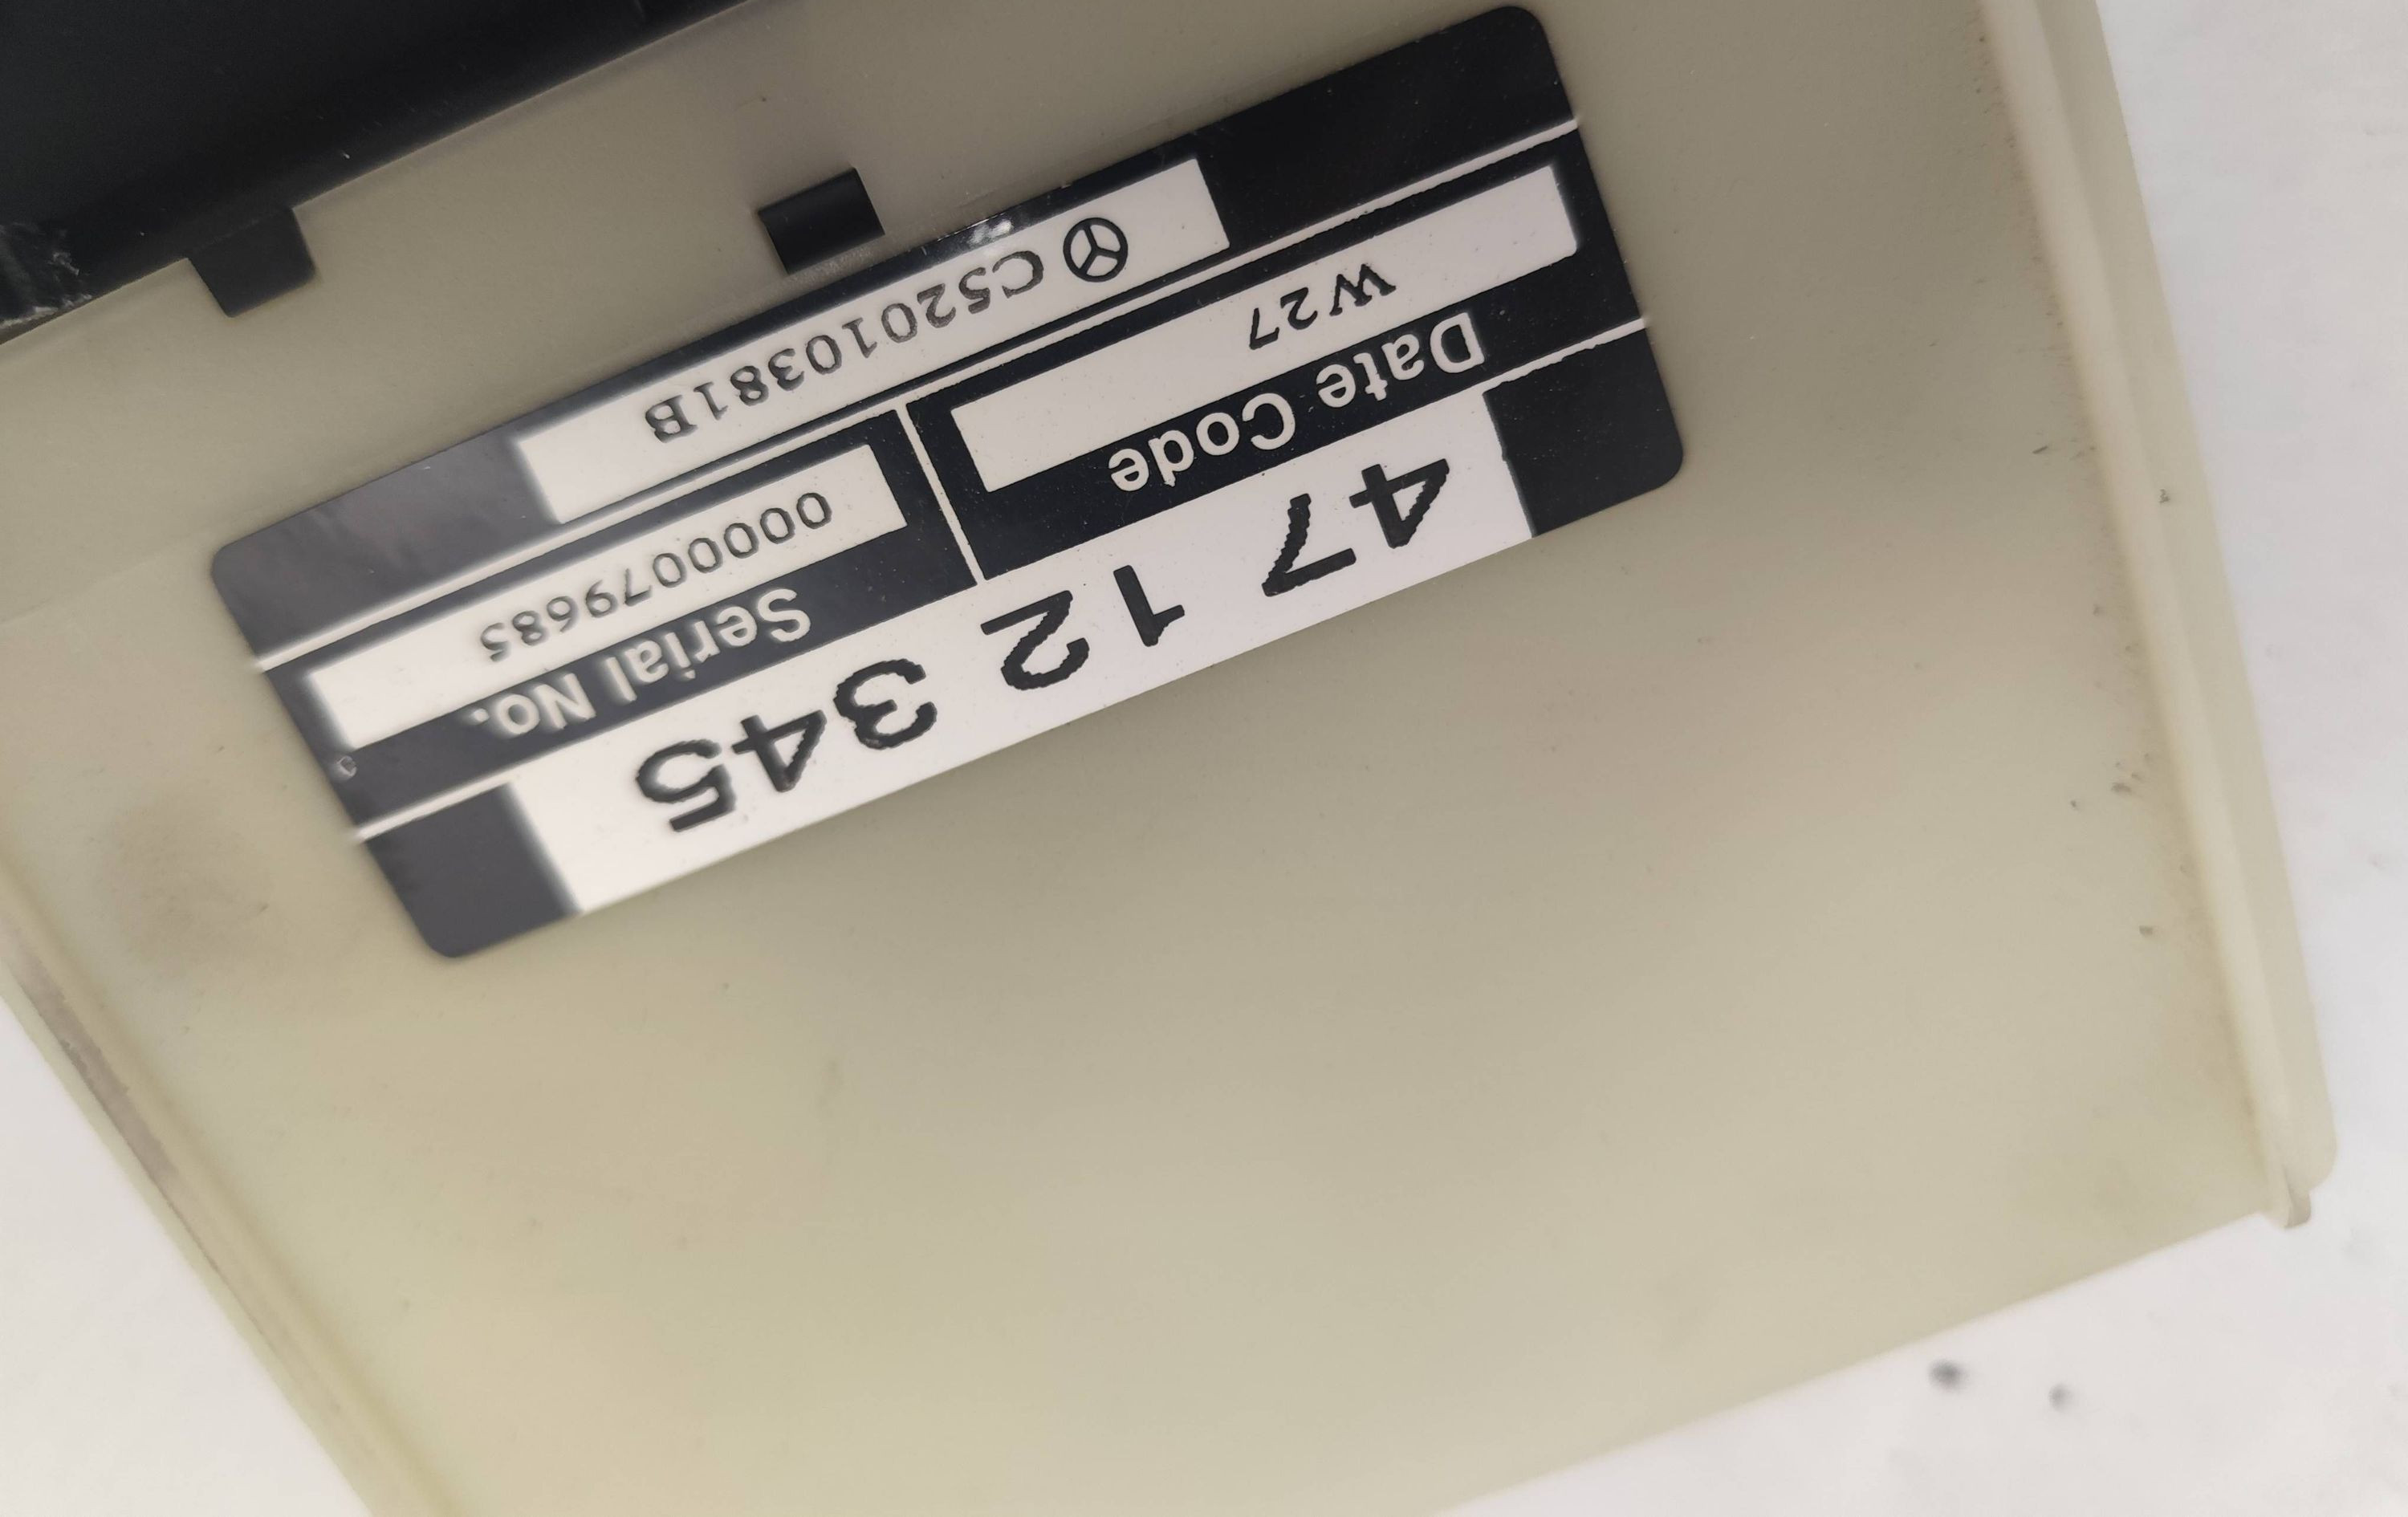 47 12 345
Date Code Serial No.
W27 0000079685
C52010381B